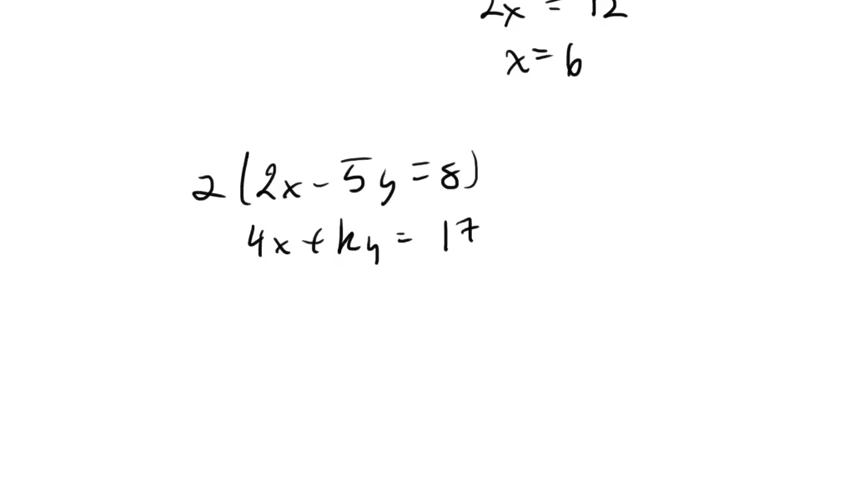 2x = 12
x = 6
2(2x - 5y = 8)
4x + ky = 17